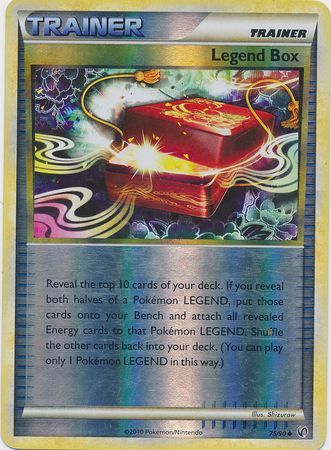 TRAINER
TRAINER
Legend Box
Reveal the top 10 cards of your deck. If you
reveal both halves of a Pokémon LEGEND, put those
cards onto your Bench and attach all revealed
Energy cards to that Pokémon LEGEND. Shuffle
the other cards back into your deck. (You can play
only 1 Pokémon LEGEND in this way.)
Illus. Shizurow
©2010 Pokémon/Nintendo
75/90